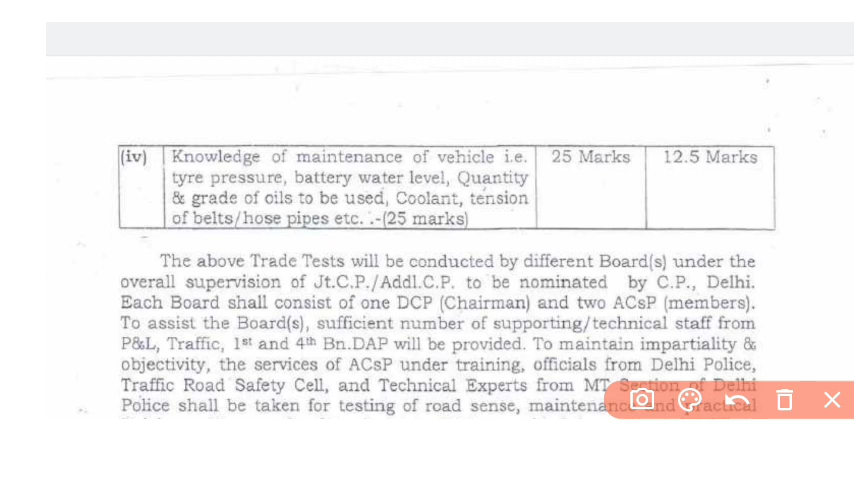 (iv) Knowledge of maintenance of vehicle i.e. 25 Marks 12.5 Marks
tyre pressure, battery water level, Quantity
& grade of oils to be used, Coolant, tension
of belts/hose pipes etc. .-(25 marks)
The above Trade Tests will be conducted by different Board(s) under the
overall supervision of Jt.C.P./Addl.C.P. to be nominated by C.P., Delhi.
Each Board shall consist of one DCP (Chairman) and two ACsP (members).
To assist the Board(s), sufficient number of supporting/technical staff from
P&L, Traffic, 1st and 4th Bn.DAP will be provided. To maintain impartiality &
objectivity, the services of ACsP under training, officials from Delhi Police,
Traffic Road Safety Cell, and Technical Experts from MT Section of Delhi
Police shall be taken for testing of road sense, maintenance and practical